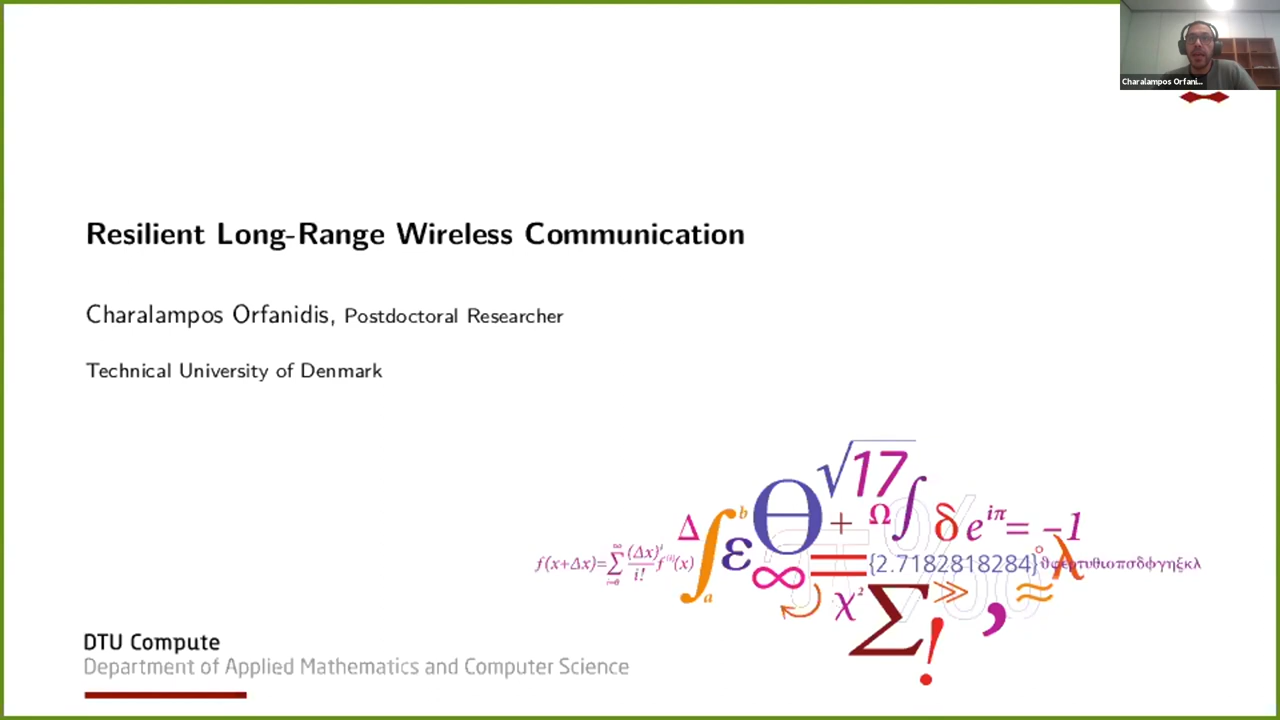 Charalampos Orfani...
Resilient Long-Range Wireless Communication
Charalampos Orfanidis, Postdoctoral Researcher
Technical University of Denmark
√17
Δ ∫ b a ε Θ + Ω ∫ δ e^iπ = -1
f(x+Δx)=∑ (Δx)^i i! f^(i)(x)
∞ = {2.7182818284} λ
χ² Σ ≫ , ≈ !
DTU Compute
Department of Applied Mathematics and Computer Science